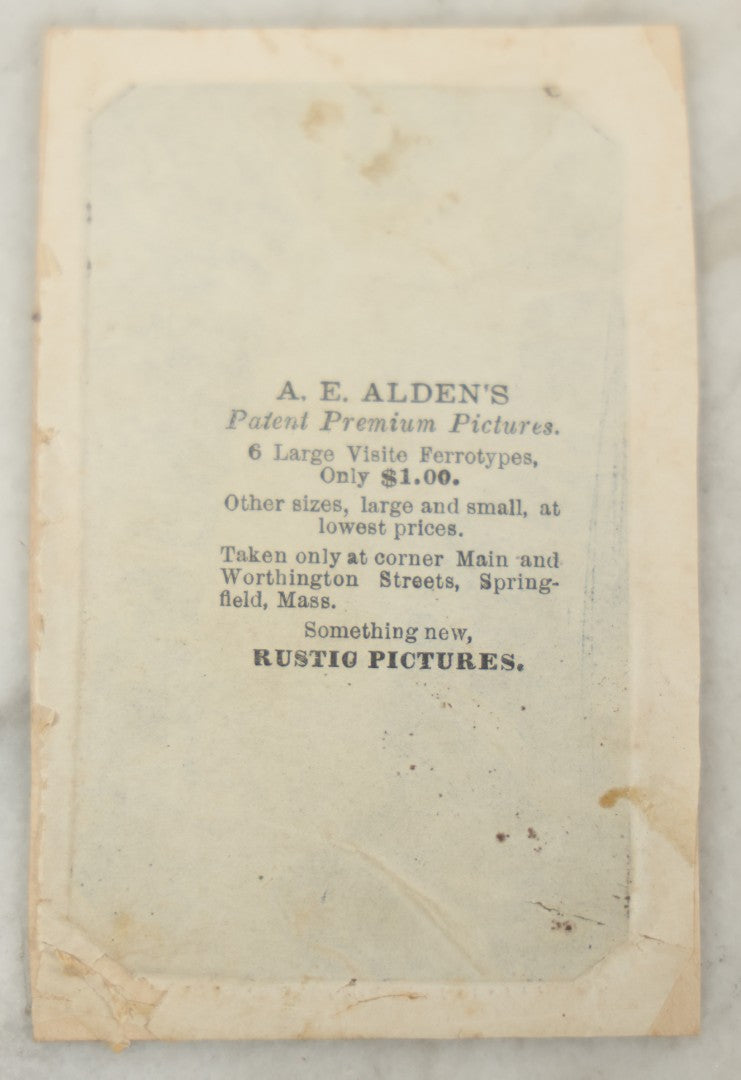 A. E. ALDEN'S
Patent Premium Pictures.
6 Large Visite Ferrotypes,
Only $1.00.
Other sizes, large and small, at
lowest prices.
Taken only at corner Main and
Worthington Streets, Spring-
field, Mass.
Something new,
RUSTIC PICTURES.